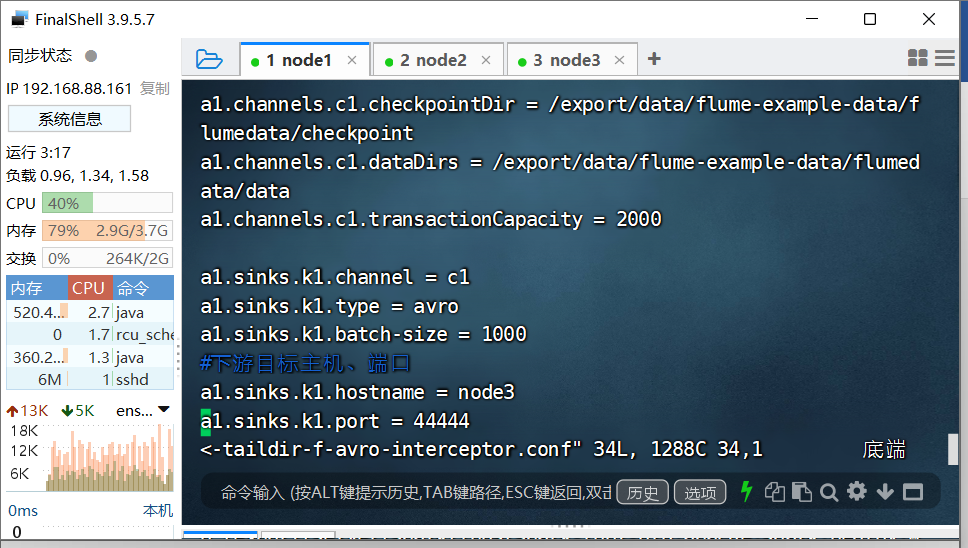 FinalShell 3.9.5.7
同步状态
IP 192.168.88.161 复制
系统信息
运行 3:17
负载 0.96, 1.34, 1.58
CPU 40%
内存 79% 2.9G/3.7G
交换 0% 264K/2G
内存 CPU 命令
520.4... 2.7 java
0 1.7 rcu_sche
360.2... 1.3 java
6M 1 sshd
13K 5K ens...
18K
12K
6K
0ms 本机
0
1 node1
2 node2
3 node3
a1.channels.c1.checkpointDir = /export/data/flume-example-data/f
lumedata/checkpoint
a1.channels.c1.dataDirs = /export/data/flume-example-data/flumed
ata/data
a1.channels.c1.transactionCapacity = 2000
a1.sinks.k1.channel = c1
a1.sinks.k1.type = avro
a1.sinks.k1.batch-size = 1000
#下游目标主机、端口
a1.sinks.k1.hostname = node3
a1.sinks.k1.port = 44444
<-taildir-f-avro-interceptor.conf" 34L, 1288C 34,1 底端
命令输入 (按ALT键提示历史,TAB键路径,ESC键返回,双击 历史 选项